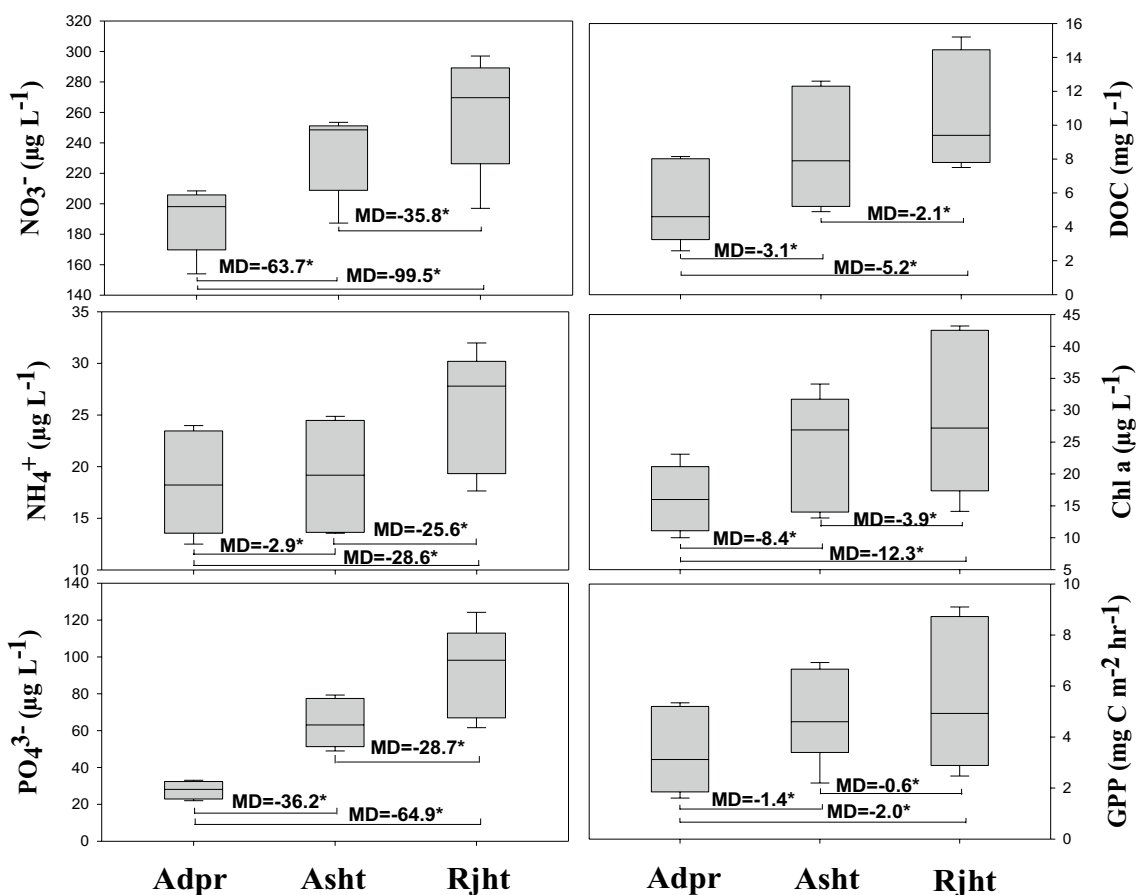 NO₃⁻ (µg L⁻¹)
320
300
280
260
240
220
200
180
160
140
MD=-35.8*
MD=-63.7*
MD=-99.5*
16
14
12
10
8
6
4
2
0
DOC (mg L⁻¹)
MD=-2.1*
MD=-3.1*
MD=-5.2*
NH₄⁺ (µg L⁻¹)
35
30
25
20
15
10
MD=-25.6*
MD=-2.9*
MD=-28.6*
45
40
35
30
25
20
15
10
5
Chl a (µg L⁻¹)
MD=-3.9*
MD=-8.4*
MD=-12.3*
PO₄³⁻ (µg L⁻¹)
140
120
100
80
60
40
20
0
MD=-28.7*
MD=-36.2*
MD=-64.9*
10
8
6
4
2
0
GPP (mg C m⁻² hr⁻¹)
MD=-0.6*
MD=-1.4*
MD=-2.0*
Adpr Asht Rjht
Adpr Asht Rjht